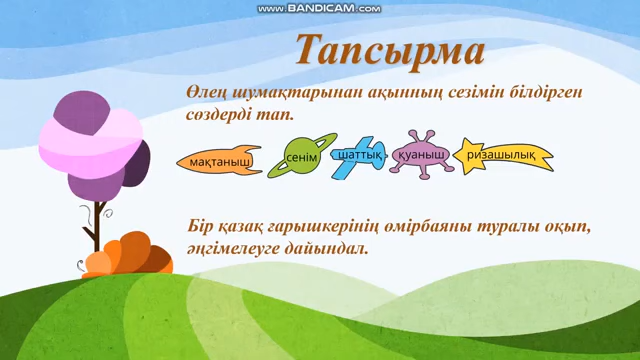 www.BANDICAM.com
Тапсырма
Өлең шумақтарынан ақынның сезімін білдірген
сөздерді тап.
мақтаныш сенім шаттық қуаныш ризашылық
Бір қазақ ғарышкерінің өмірбаяны туралы оқып,
әңгімелеуге дайындал.